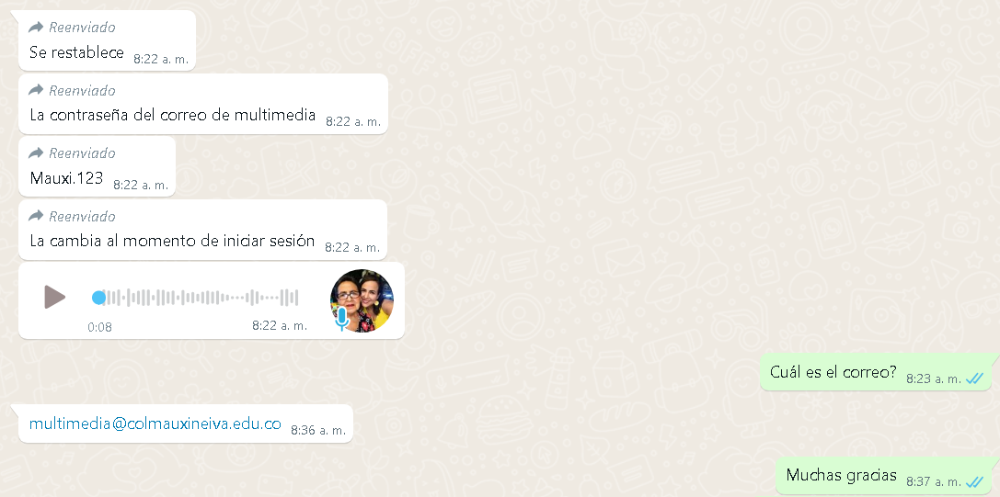 Reenviado
Se restablece 8:22 a. m.
Reenviado
La contraseña del correo de multimedia 8:22 a. m.
Reenviado
Mauxi.123 8:22 a. m.
Reenviado
La cambia al momento de iniciar sesión 8:22 a. m.
0:08 8:22 a. m.
Cuál es el correo? 8:23 a. m.
multimedia@colmauxineiva.edu.co 8:36 a. m.
Muchas gracias 8:37 a. m.